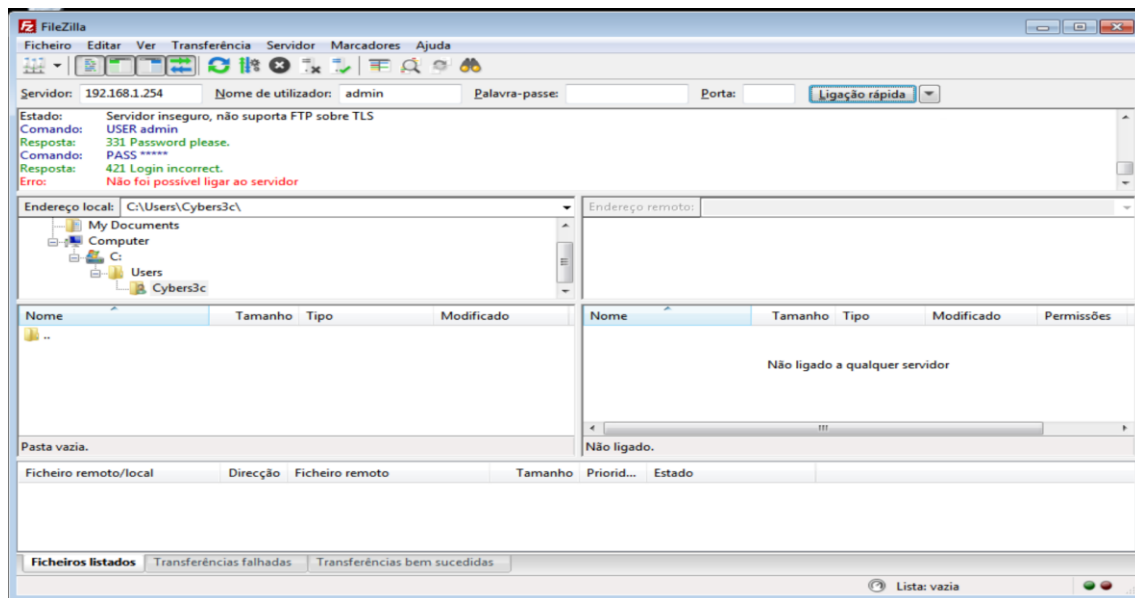 FileZilla
Ficheiro Editar Ver Transferência Servidor Marcadores Ajuda
Servidor: 192.168.1.254 Nome de utilizador: admin Palavra-passe: Porta: Ligação rápida
Estado: Servidor inseguro, não suporta FTP sobre TLS
Comando: USER admin
Resposta: 331 Password please.
Comando: PASS *****
Resposta: 421 Login incorrect.
Erro: Não foi possível ligar ao servidor
Endereço local: C:\Users\Cybers3c\ Endereço remoto:
My Documents
Computer
C:
Users
Cybers3c
Nome Tamanho Tipo Modificado Nome Tamanho Tipo Modificado Permissões
..
Não ligado a qualquer servidor
Pasta vazia. Não ligado.
Ficheiro remoto/local Direcção Ficheiro remoto Tamanho Priorid... Estado
Ficheiros listados Transferências falhadas Transferências bem sucedidas
Lista: vazia